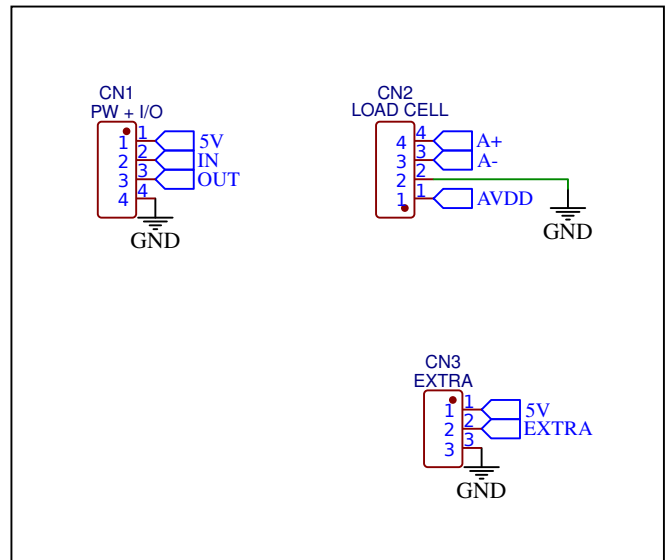 CN1
PW + I/O
1 1 5V
2 2 IN
3 3 OUT
4 4
GND
CN2
LOAD CELL
4 4 A+
3 3 A-
2 2
1 1 AVDD
GND
CN3
EXTRA
1 1 5V
2 2 EXTRA
3 3
GND